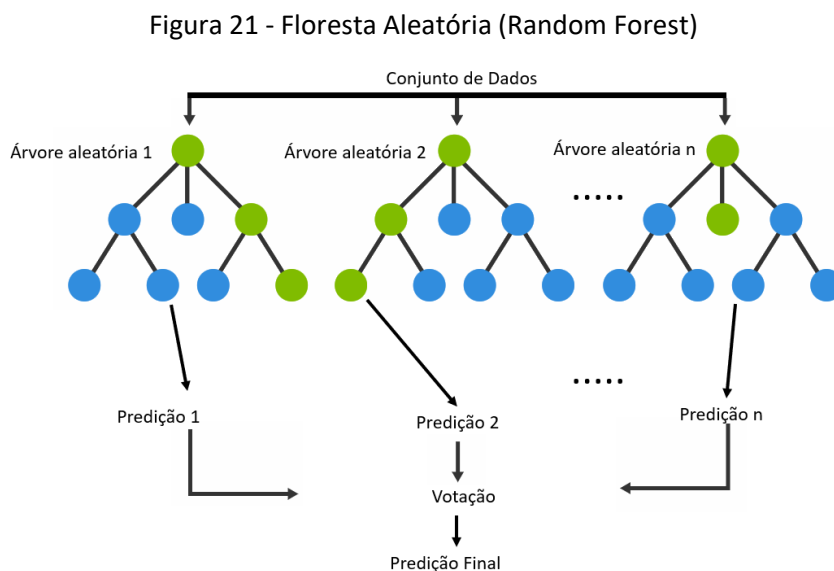 Figura 21 - Floresta Aleatória (Random Forest)
Conjunto de Dados
Árvore aleatória 1
Árvore aleatória 2
Árvore aleatória n
.....
.....
Predição 1
Predição 2
Predição n
Votação
Predição Final